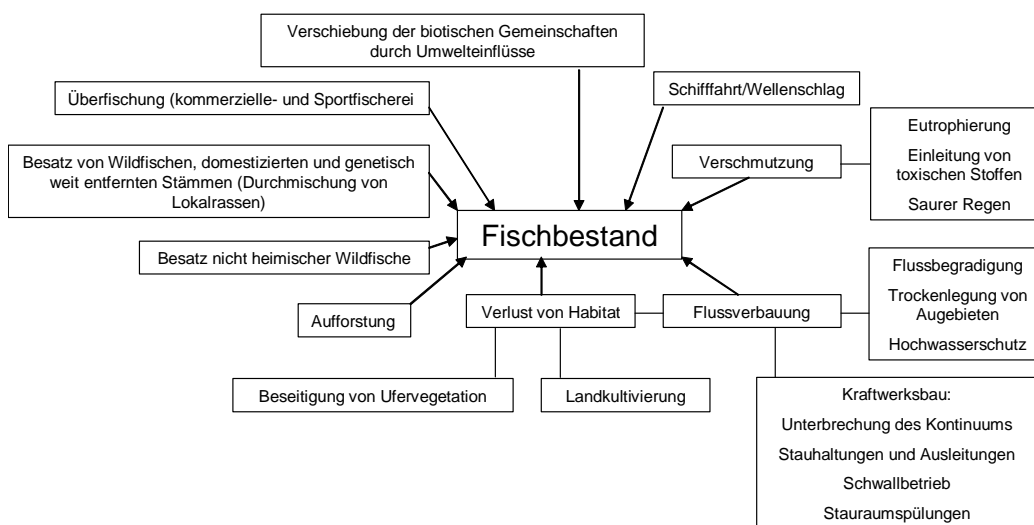 Verschiebung der biotischen Gemeinschaften
durch Umwelteinflüsse
Überfischung (kommerzielle- und Sportfischerei
Schifffahrt/Wellenschlag
Besatz von Wildfischen, domestizierten und genetisch
weit entfernten Stämmen (Durchmischung von
Lokalrassen)
Verschmutzung
Eutrophierung
Einleitung von
toxischen Stoffen
Saurer Regen
Fischbestand
Besatz nicht heimischer Wildfische
Aufforstung
Verlust von Habitat
Flussverbauung
Flussbegradigung
Trockenlegung von
Augebieten
Hochwasserschutz
Beseitigung von Ufervegetation
Landkultivierung
Kraftwerksbau:
Unterbrechung des Kontinuums
Stauhaltungen und Ausleitungen
Schwallbetrieb
Stauraumspülungen